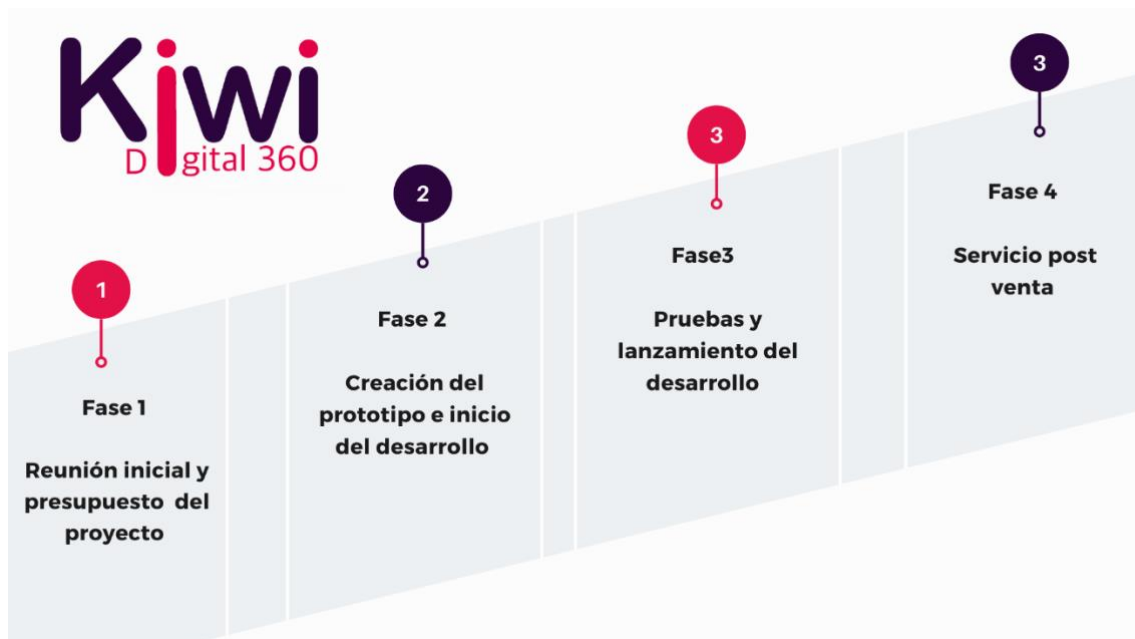 Kiwi
Digital 360
1
Fase 1
Reunión inicial y
presupuesto del
proyecto
2
Fase 2
Creación del
prototipo e inicio
del desarrollo
3
Fase3
Pruebas y
lanzamiento del
desarrollo
3
Fase 4
Servicio post
venta